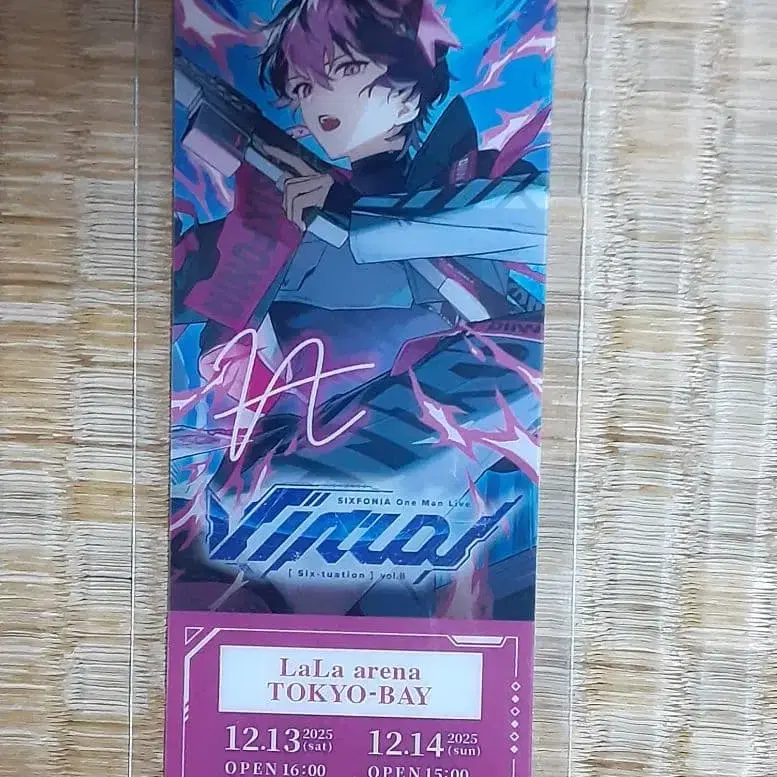 SIXFONIA One Man Live
[ Six-tuation ] vol.II
LaLa arena
TOKYO-BAY
12.13 2025 (sat) 12.14 2025 (sun)
OPEN 16:00 OPEN 15:00